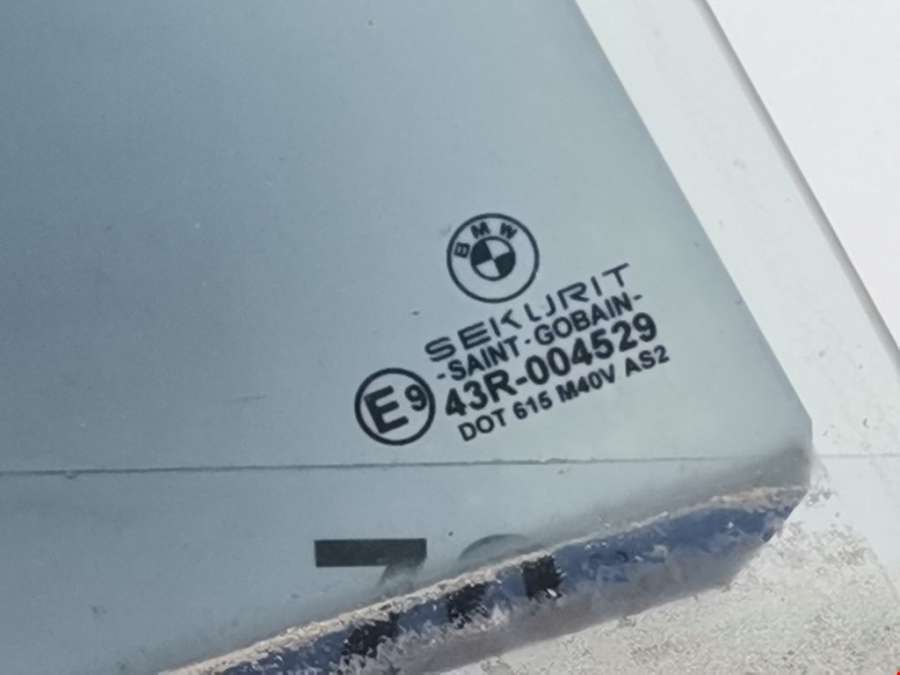 BMW
SEKURIT
-SAINT-GOBAIN-
E9 43R-004529
DOT 615 M40V AS2